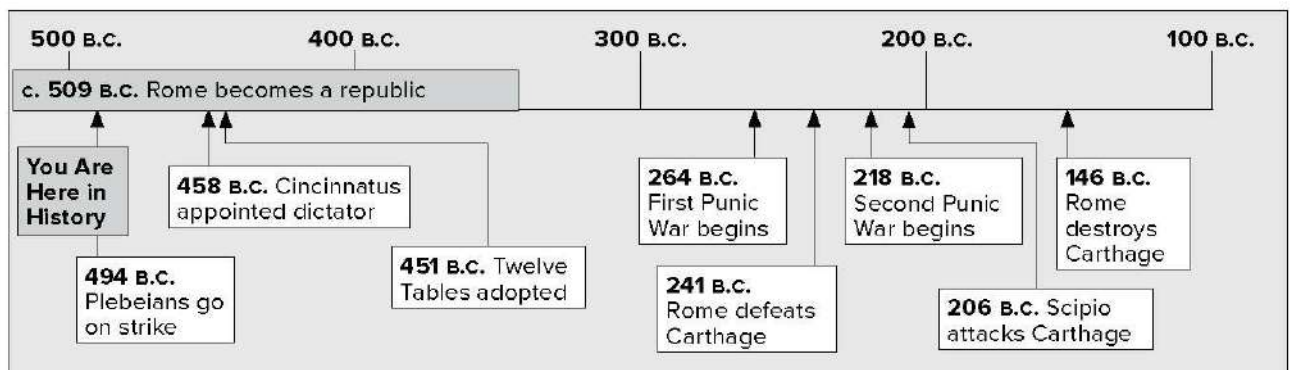 500 B.C.
400 B.C.
300 B.C.
200 B.C.
100 B.C.
c. 509 B.C. Rome becomes a republic
You Are
Here in
History
494 B.C.
Plebeians go
on strike
458 B.C. Cincinnatus
appointed dictator
451 B.C. Twelve
Tables adopted
264 B.C.
First Punic
War begins
241 B.C.
Rome defeats
Carthage
218 B.C.
Second Punic
War begins
206 B.C. Scipio
attacks Carthage
146 B.C.
Rome
destroys
Carthage